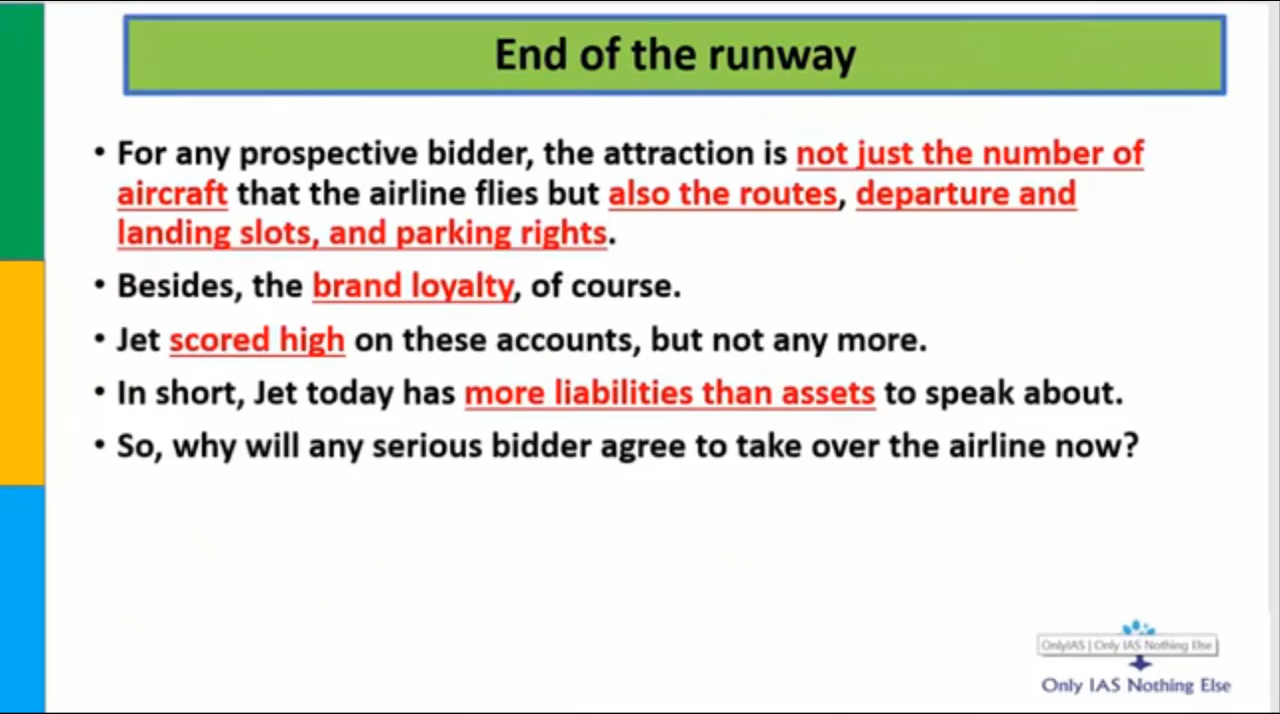 End of the runway
• For any prospective bidder, the attraction is not just the number of
aircraft that the airline flies but also the routes, departure and
landing slots, and parking rights.
• Besides, the brand loyalty, of course.
• Jet scored high on these accounts, but not any more.
• In short, Jet today has more liabilities than assets to speak about.
• So, why will any serious bidder agree to take over the airline now?
OnlyIAS | Only IAS Nothing Else
Only IAS Nothing Else